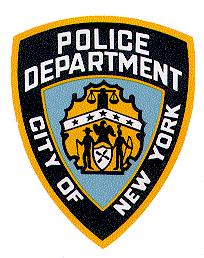 POLICE
DEPARTMENT
CITY OF
NEW YORK